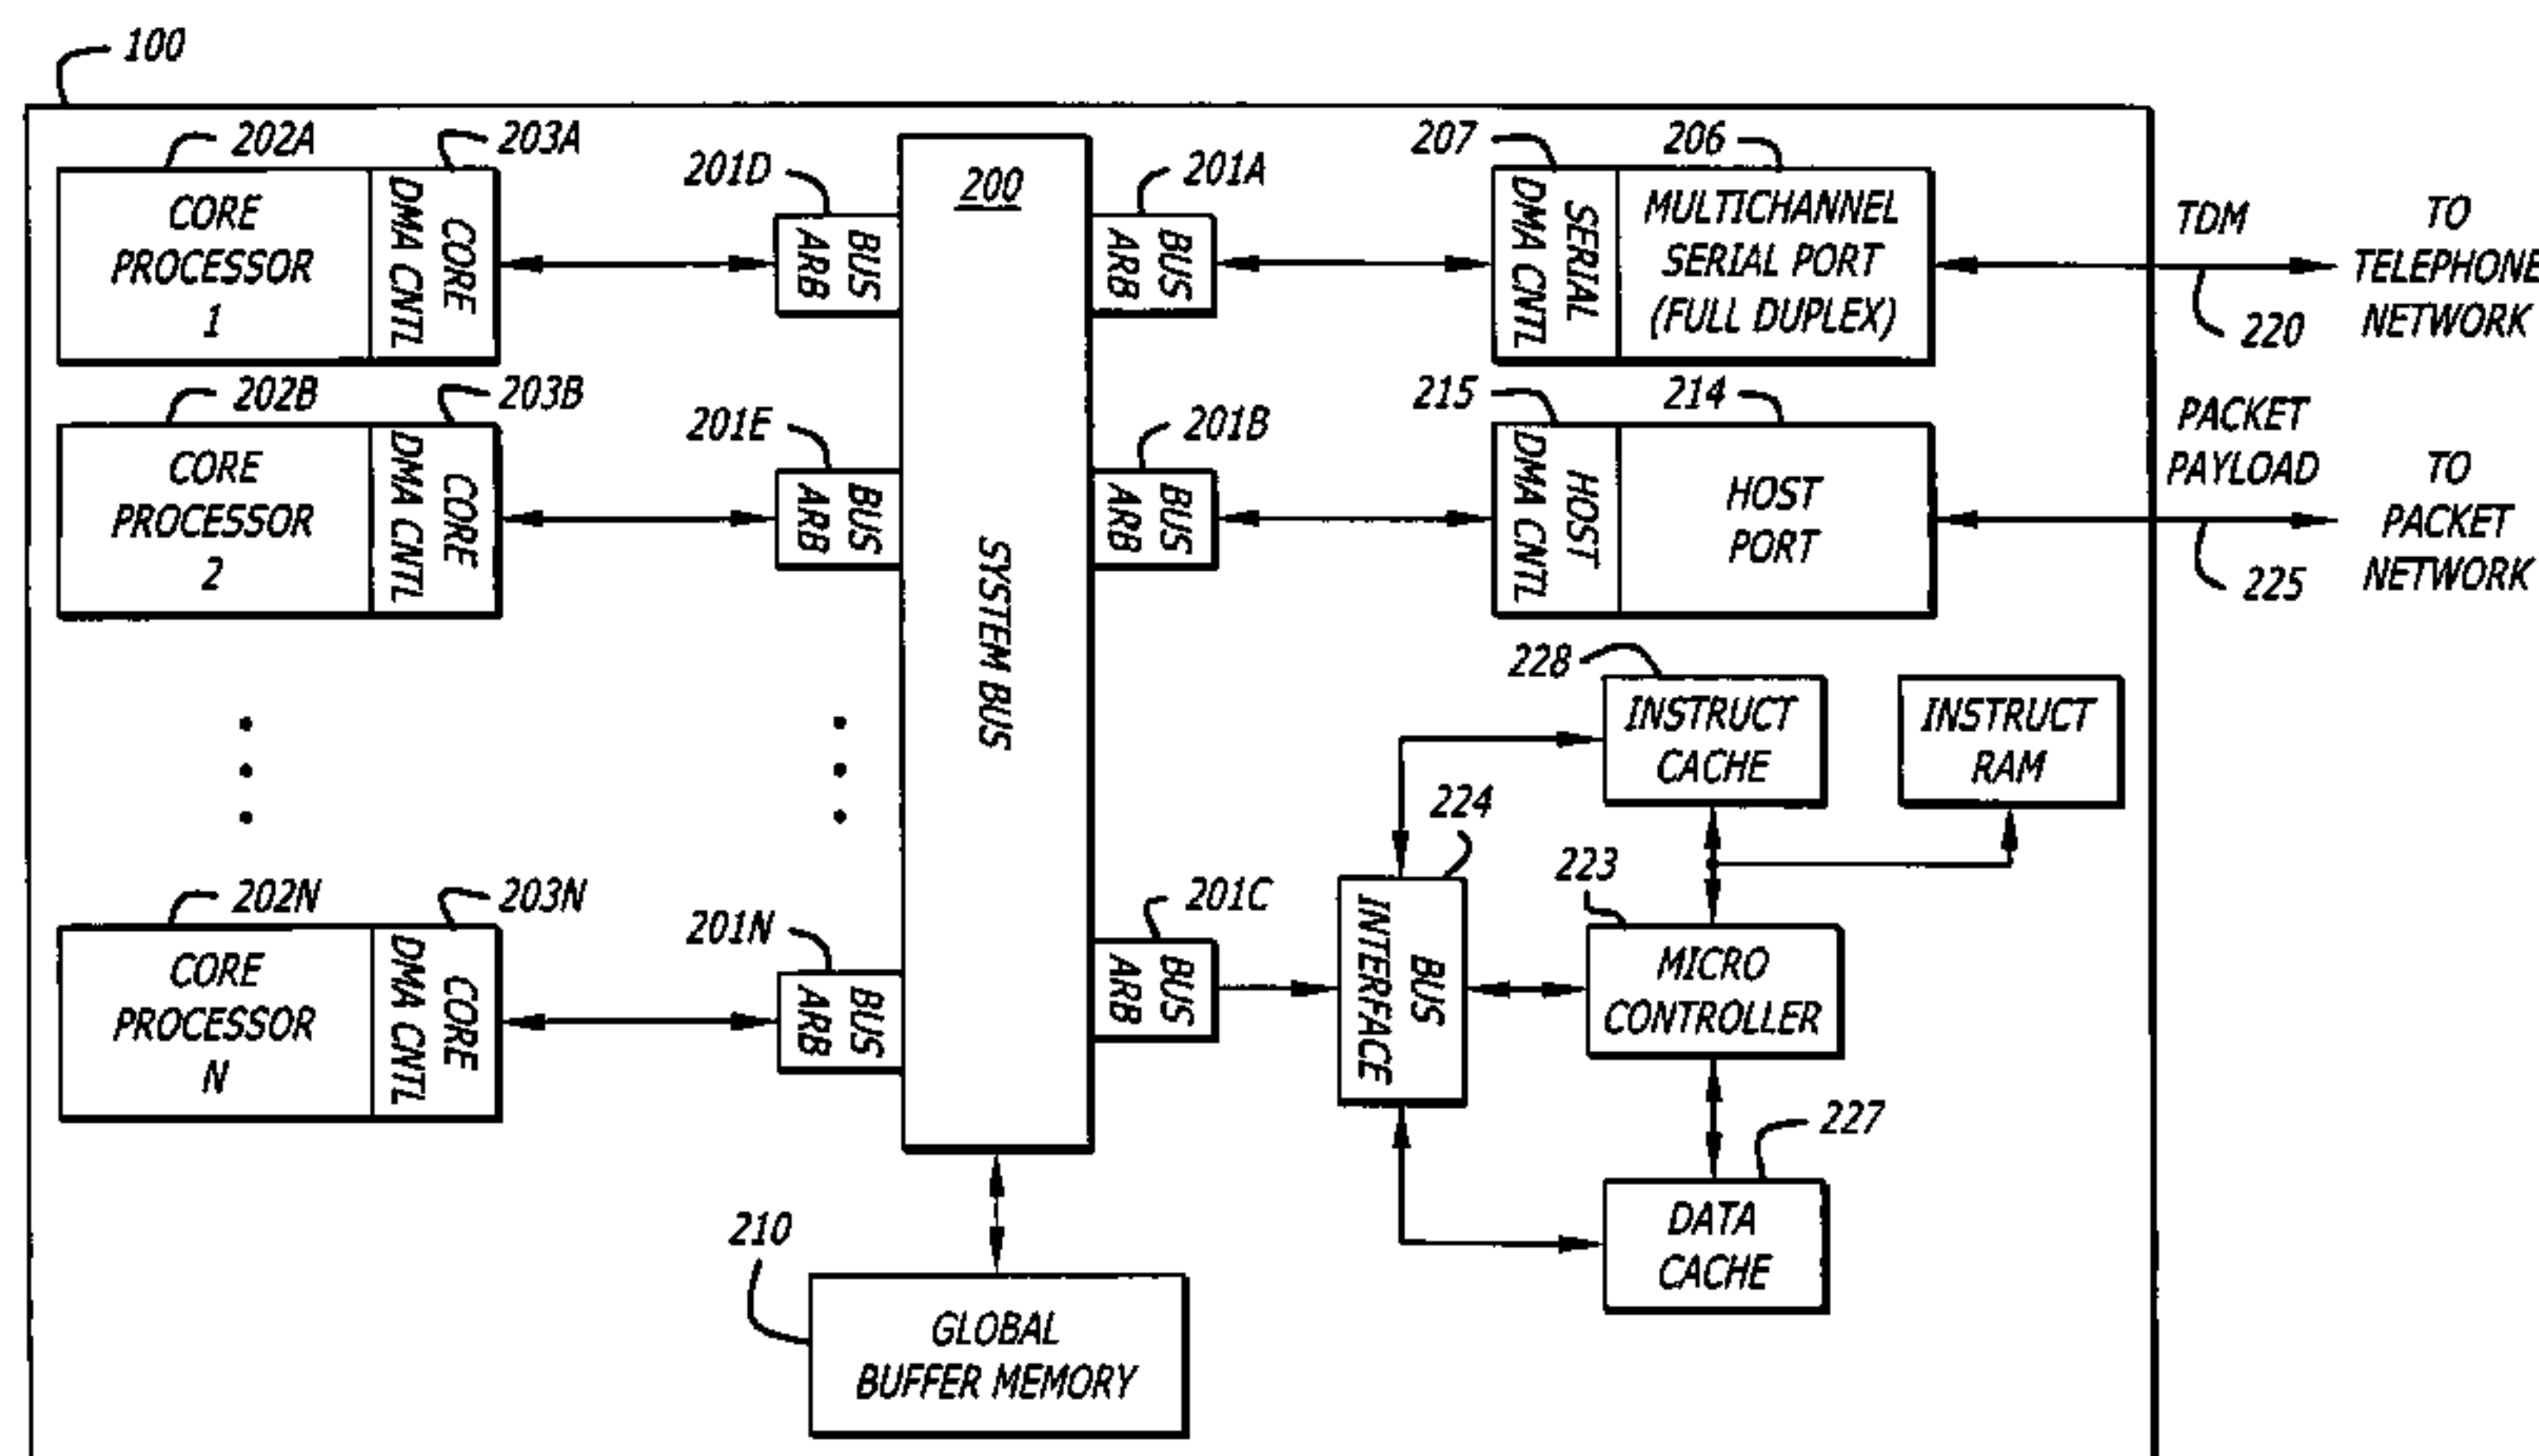 100
202A
203A
CORE
PROCESSOR
1
CORE
DMA CNTL
201D
BUS
ARB
200
SYSTEM BUS
201A
BUS
ARB
207
206
SERIAL
DMA CNTL
MULTICHANNEL
SERIAL PORT
(FULL DUPLEX)
TDM
220
TO
TELEPHONE
NETWORK
202B
203B
CORE
PROCESSOR
2
CORE
DMA CNTL
201E
BUS
ARB
201B
BUS
ARB
215
214
HOST
DMA CNTL
HOST
PORT
PACKET
PAYLOAD
225
TO
PACKET
NETWORK
228
INSTRUCT
CACHE
INSTRUCT
RAM
224
BUS
INTERFACE
223
MICRO
CONTROLLER
202N
203N
CORE
PROCESSOR
N
CORE
DMA CNTL
201N
BUS
ARB
201C
BUS
ARB
227
DATA
CACHE
210
GLOBAL
BUFFER MEMORY